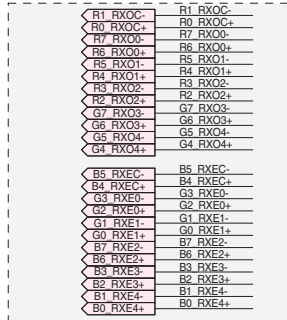 R1_RXOC- R1_RXOC-
R0_RXOC+ R0_RXOC+
R7_RXO0- R7_RXO0-
R6_RXO0+ R6_RXO0+
R5_RXO1- R5_RXO1-
R4_RXO1+ R4_RXO1+
R3_RXO2- R3_RXO2-
R2_RXO2+ R2_RXO2+
G7_RXO3- G7_RXO3-
G6_RXO3+ G6_RXO3+
G5_RXO4- G5_RXO4-
G4_RXO4+ G4_RXO4+
B5_RXEC- B5_RXEC-
B4_RXEC+ B4_RXEC+
G3_RXE0- G3_RXE0-
G2_RXE0+ G2_RXE0+
G1_RXE1- G1_RXE1-
G0_RXE1+ G0_RXE1+
B7_RXE2- B7_RXE2-
B6_RXE2+ B6_RXE2+
B3_RXE3- B3_RXE3-
B2_RXE3+ B2_RXE3+
B1_RXE4- B1_RXE4-
B0_RXE4+ B0_RXE4+